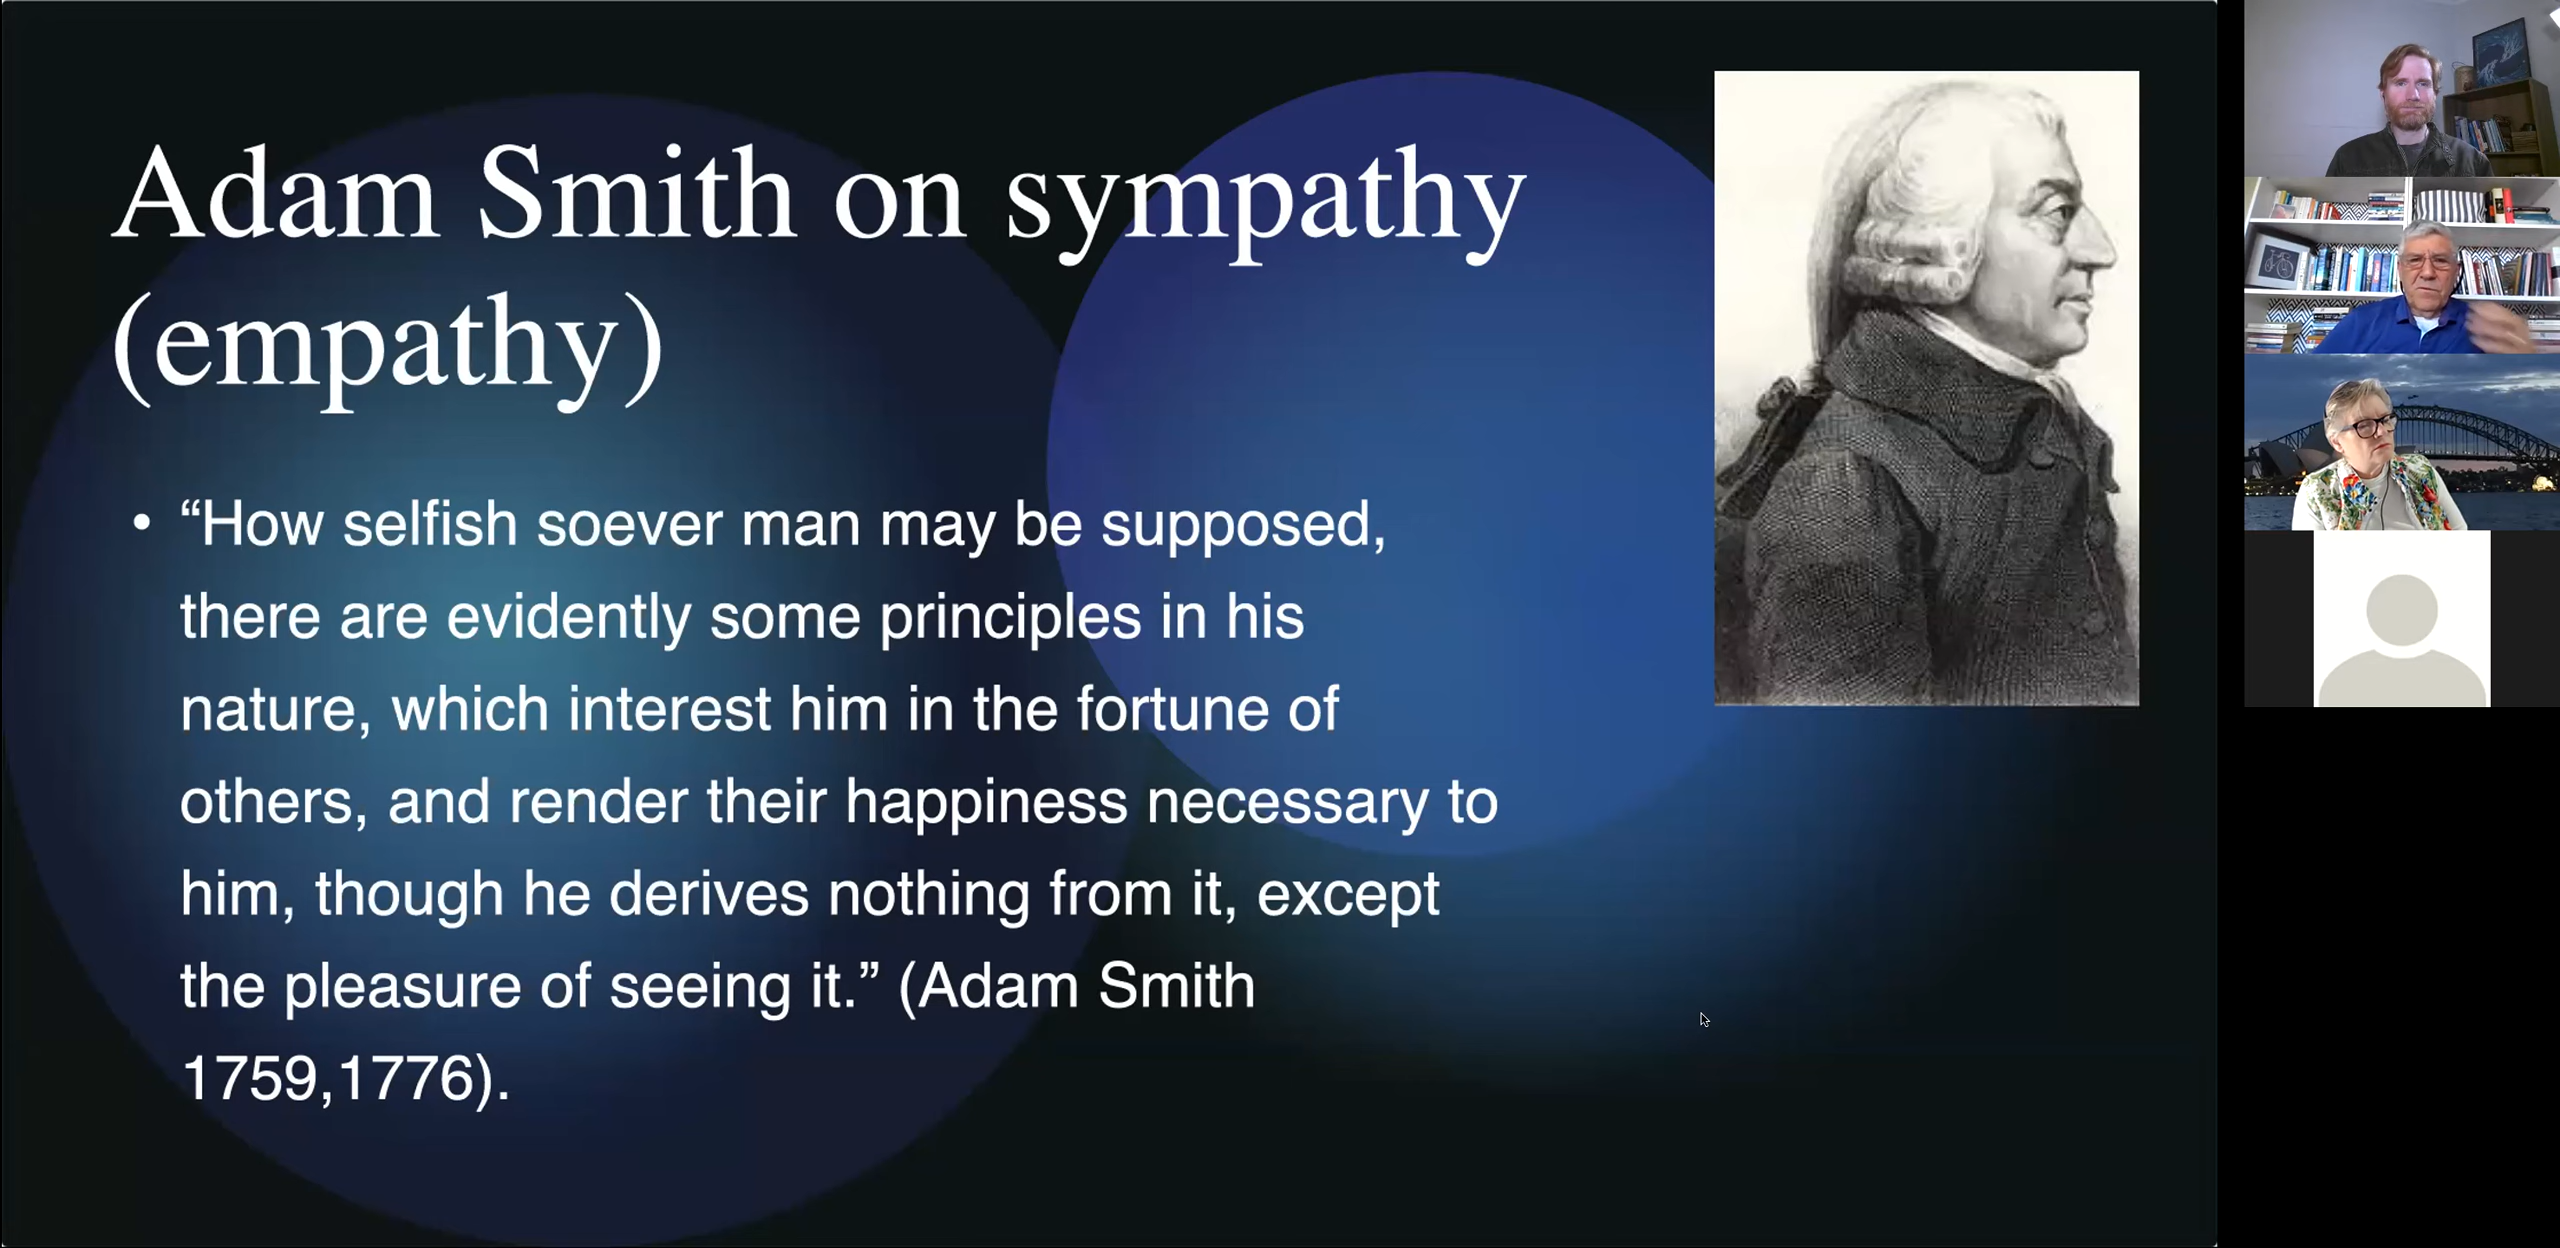 Adam Smith on sympathy
(empathy)
• “How selfish soever man may be supposed,
there are evidently some principles in his
nature, which interest him in the fortune of
others, and render their happiness necessary to
him, though he derives nothing from it, except
the pleasure of seeing it.” (Adam Smith
1759,1776).